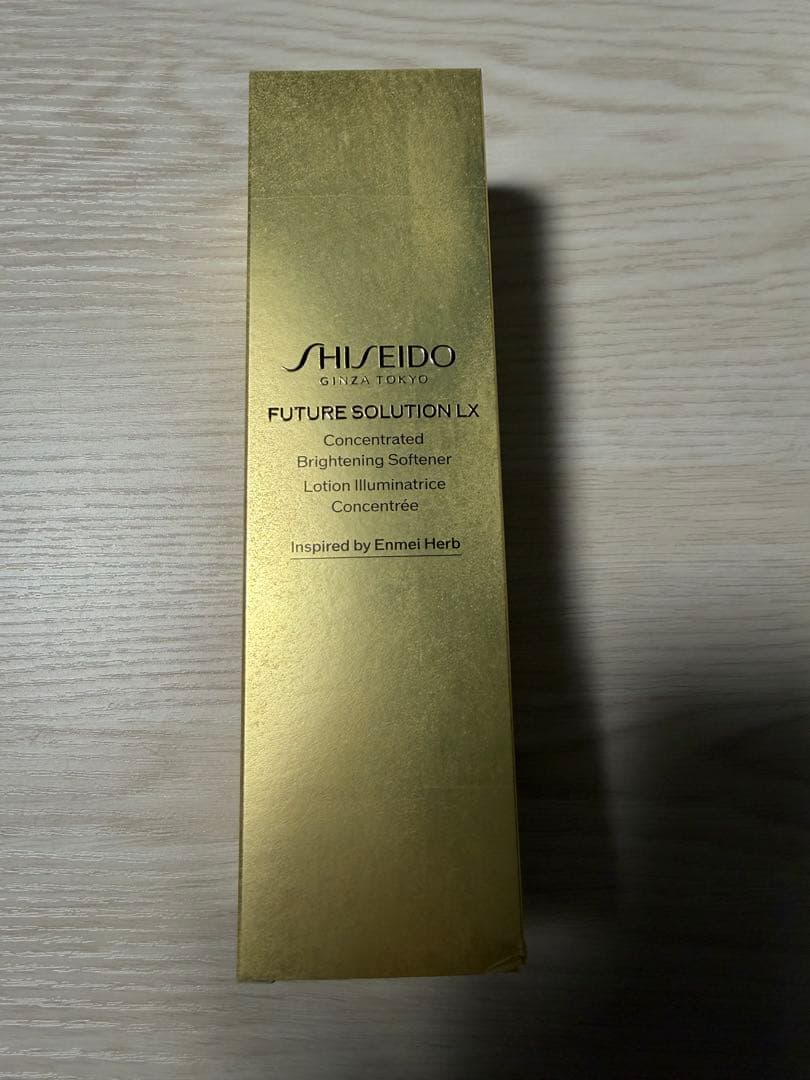 SHISEIDO
GINZA TOKYO
FUTURE SOLUTION LX
Concentrated
Brightening Softener
Lotion Illuminatrice
Concentrée
Inspired by Enmei Herb